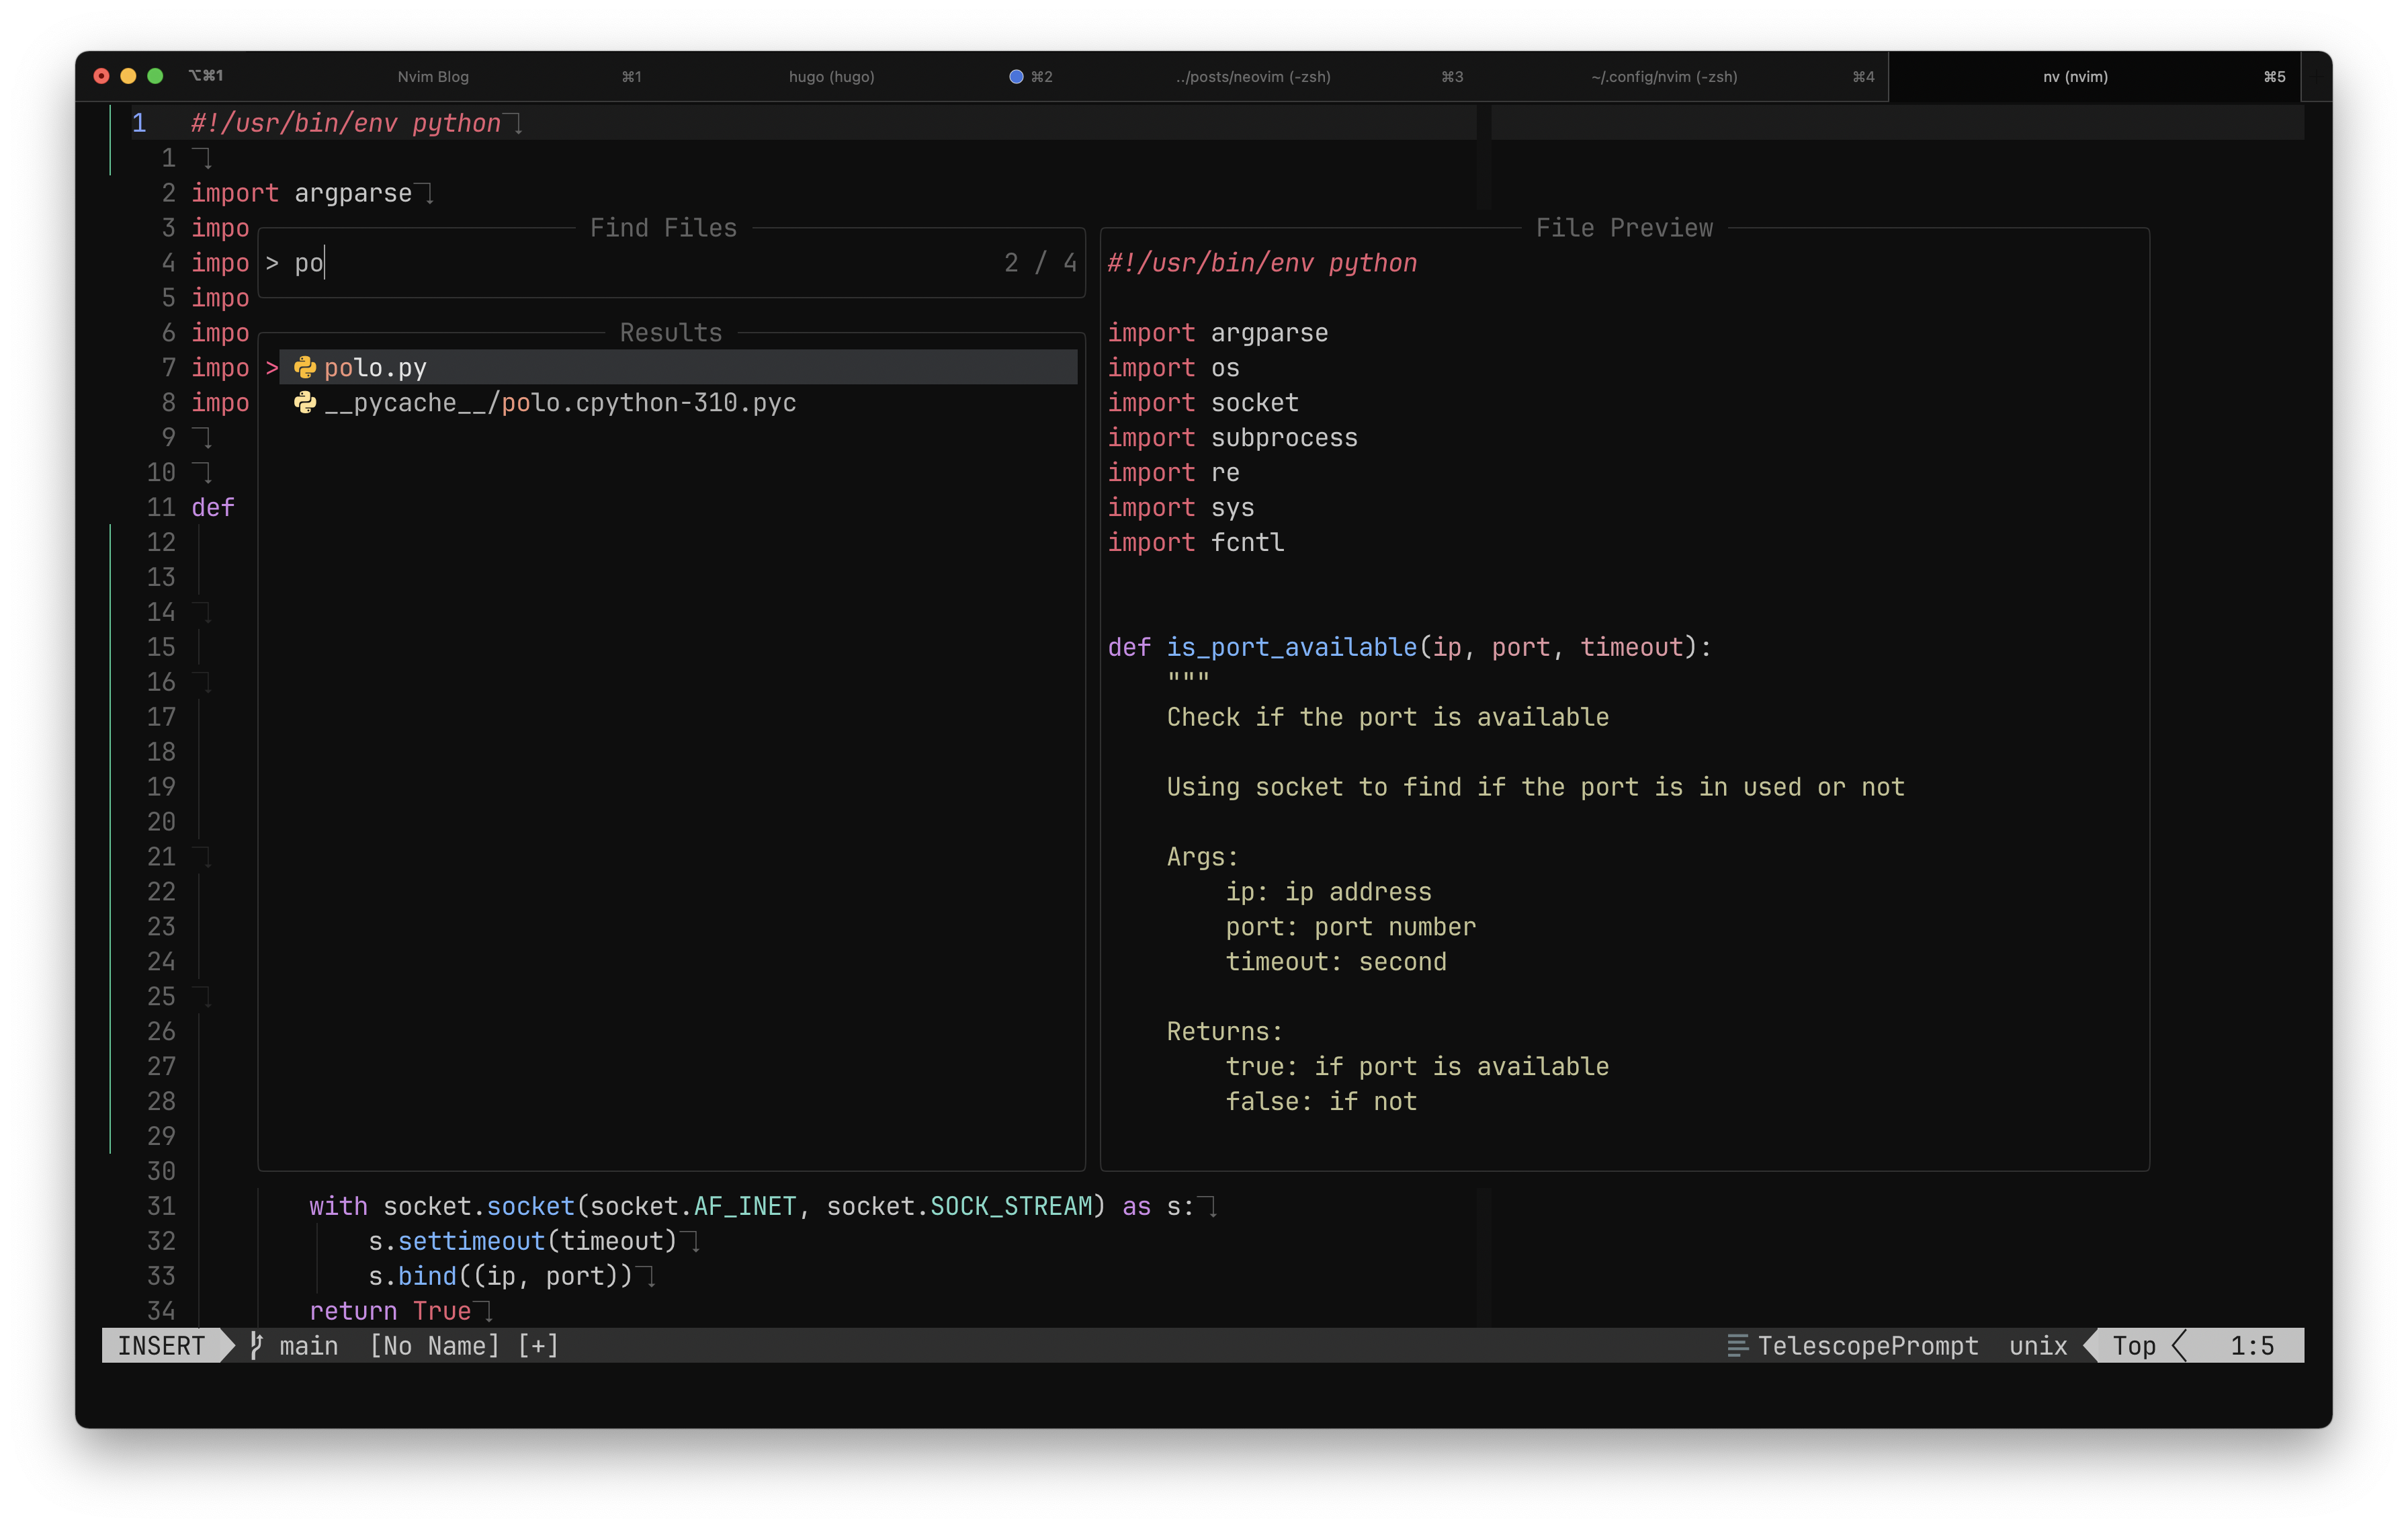 ⌥⌘1 Nvim Blog ⌘1 hugo (hugo) ⌘2 ../posts/neovim (-zsh) ⌘3 ~/.config/nvim (-zsh) ⌘4 nv (nvim) ⌘5
1 #!/usr/bin/env python
1
2 import argparse
3 impo
4 impo
5 impo
6 impo
7 impo
8 impo
9
10
11 def
12
13
14
15
16
17
18
19
20
21
22
23
24
25
26
27
28
29
30
31 with socket.socket(socket.AF_INET, socket.SOCK_STREAM) as s:
32 s.settimeout(timeout)
33 s.bind((ip, port))
34 return True
Find Files
> po 2 / 4
Results
> polo.py
__pycache__/polo.cpython-310.pyc
File Preview
#!/usr/bin/env python
import argparse
import os
import socket
import subprocess
import re
import sys
import fcntl
def is_port_available(ip, port, timeout):
"""
Check if the port is available
Using socket to find if the port is in used or not
Args:
ip: ip address
port: port number
timeout: second
Returns:
true: if port is available
false: if not
INSERT main [No Name] [+] TelescopePrompt unix Top 1:5